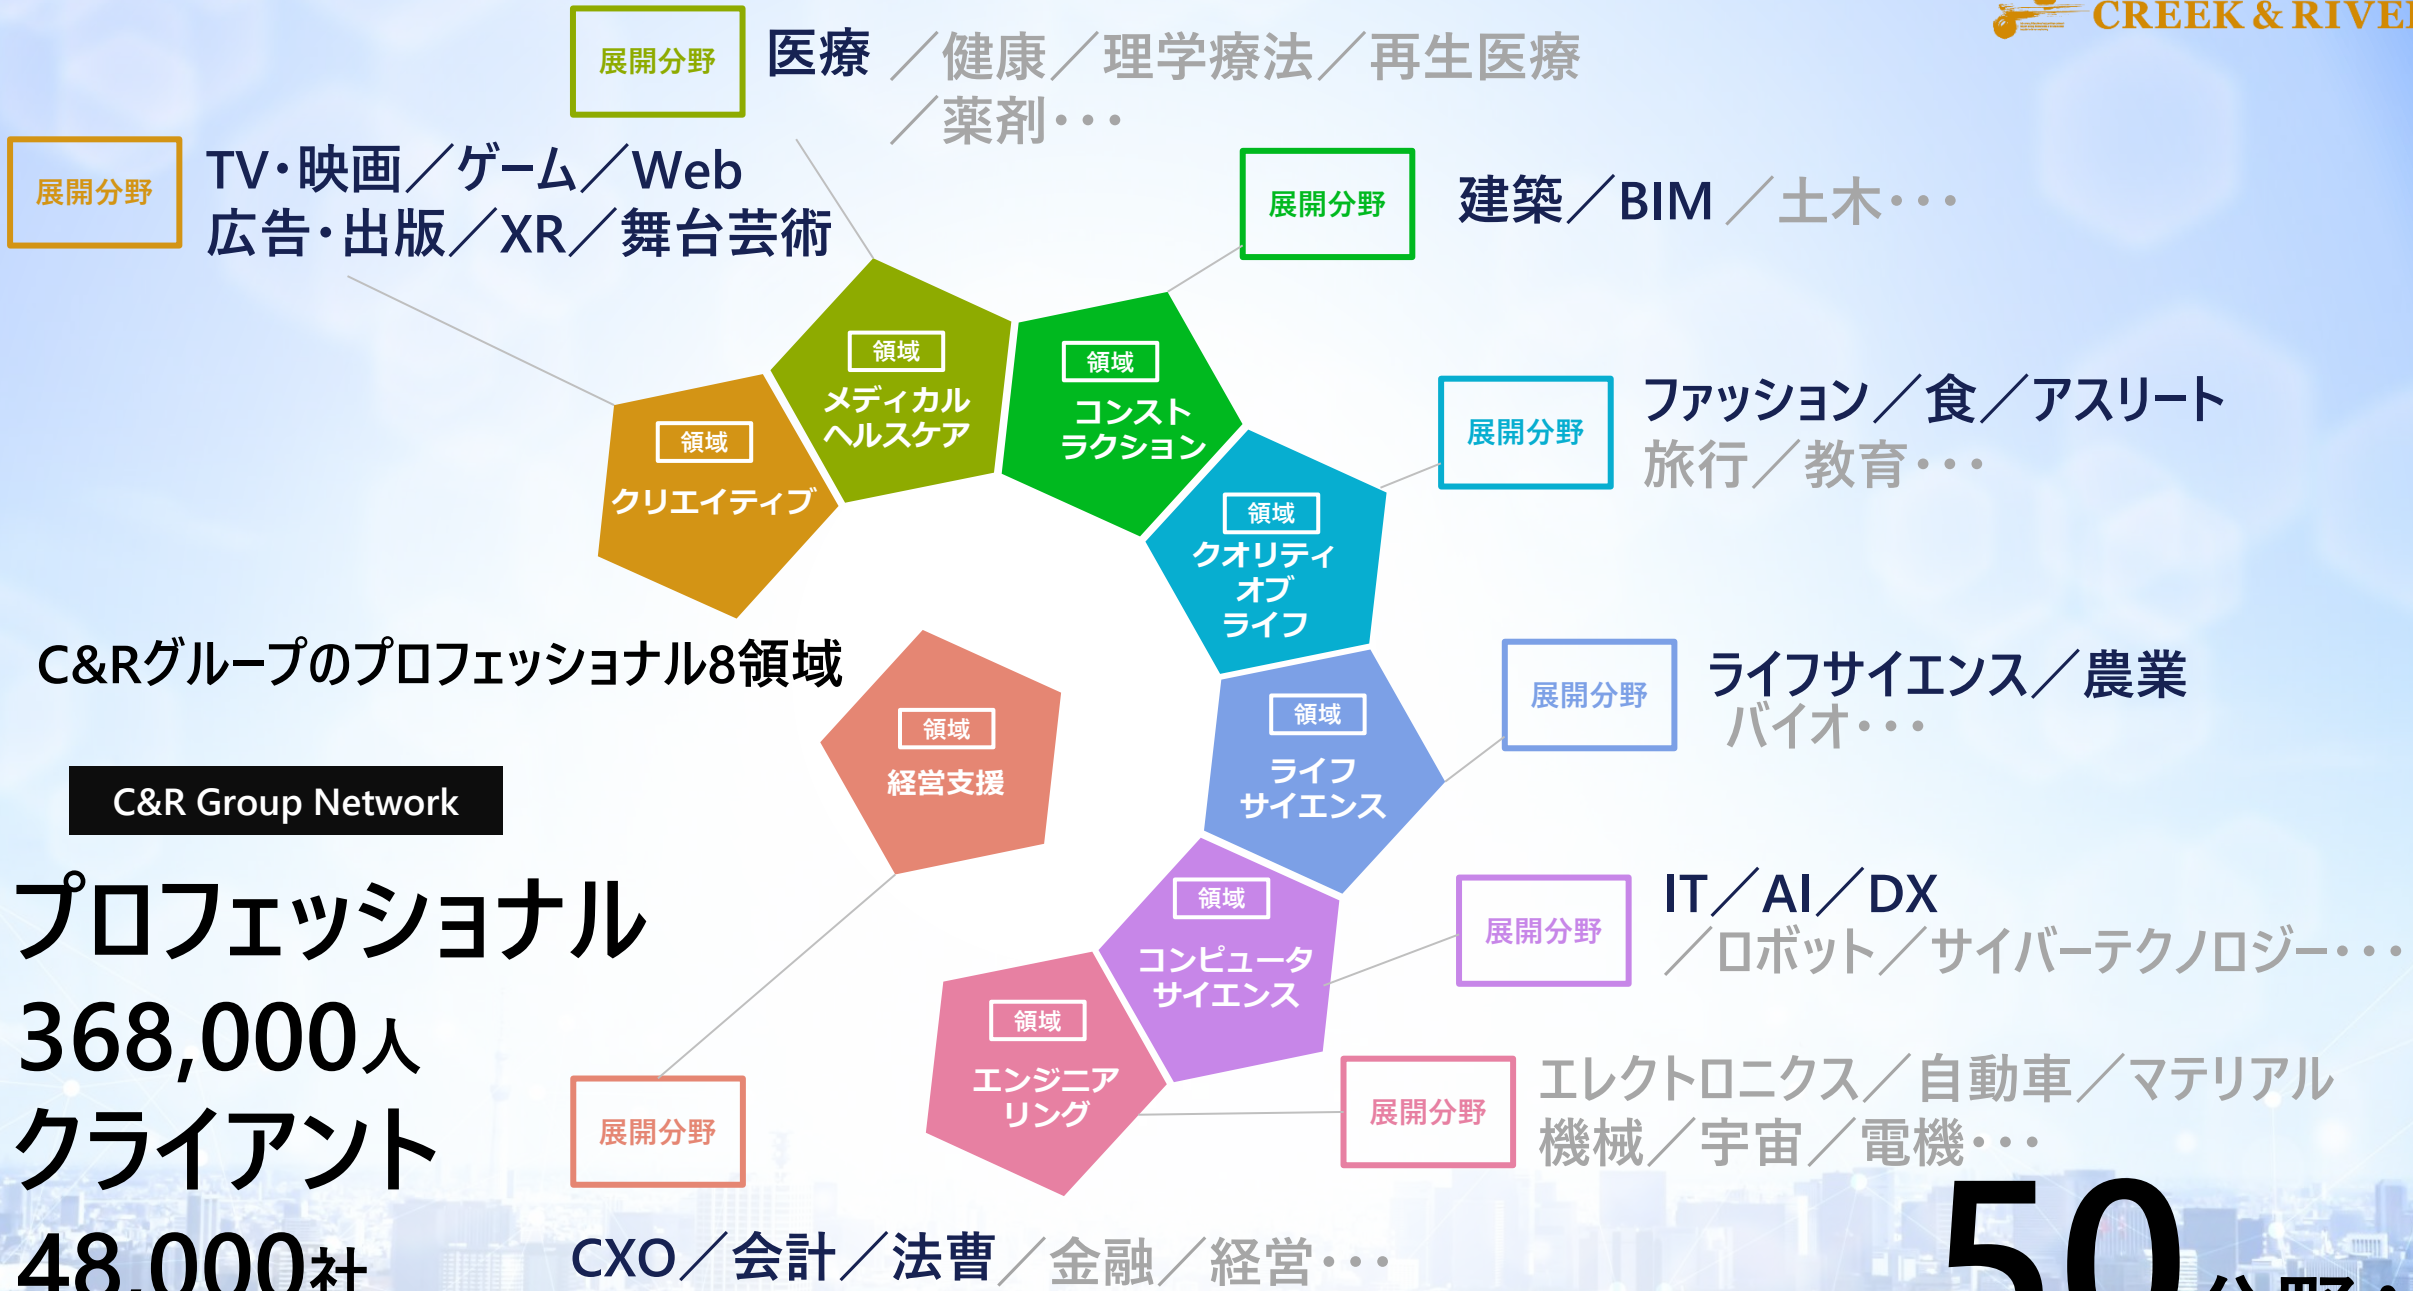 CREEK & RIVER
展開分野
医療 ／健康／理学療法／再生医療
／薬剤・・・
展開分野
TV・映画／ゲーム／Web
広告・出版／XR／舞台芸術
展開分野
建築／BIM ／土木・・・
領域
メディカル
ヘルスケア
領域
コンスト
ラクション
領域
クリエイティブ
展開分野
ファッション／食／アスリート
旅行／教育・・・
領域
クオリティ
オブ
ライフ
C&Rグループのプロフェッショナル8領域
展開分野
ライフサイエンス／農業
バイオ・・・
領域
経営支援
領域
ライフ
サイエンス
C&R Group Network
プロフェッショナル
368,000人
クライアント
48,000社
領域
コンピュータ
サイエンス
展開分野
IT／AI／DX
／ロボット／サイバーテクノロジー・・・
領域
エンジニア
リング
展開分野
エレクトロニクス／自動車／マテリアル
機械／宇宙／電機・・・
展開分野
CXO／会計／法曹／金融／経営・・・
50分野